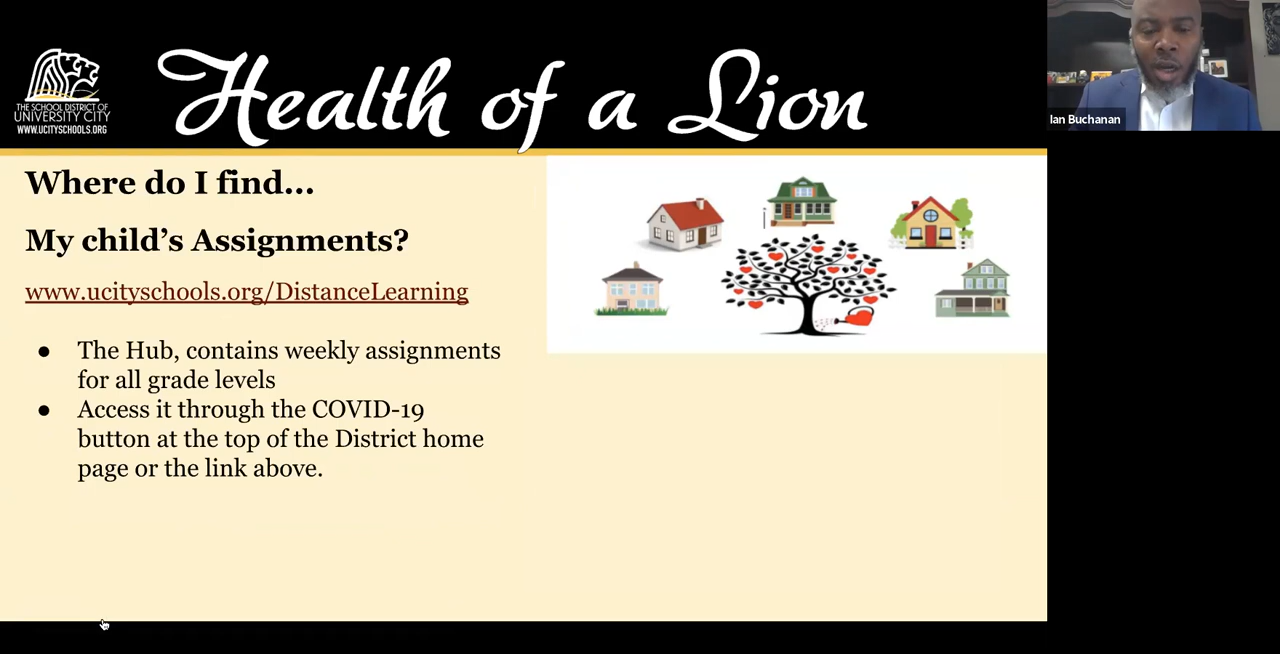 THE SCHOOL DISTRICT OF
UNIVERSITY CITY
WWW.UCITYSCHOOLS.ORG
Health of a Lion
Ian Buchanan
Where do I find...
My child's Assignments?
www.ucityschools.org/DistanceLearning
● The Hub, contains weekly assignments
for all grade levels
● Access it through the COVID-19
button at the top of the District home
page or the link above.